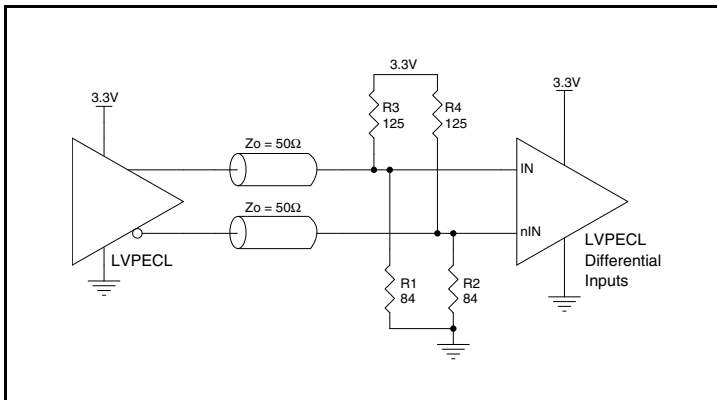 3.3V
3.3V
3.3V
R3
125
R4
125
Zo = 50Ω
Zo = 50Ω
IN
nIN
LVPECL
LVPECL
Differential
Inputs
R1
84
R2
84